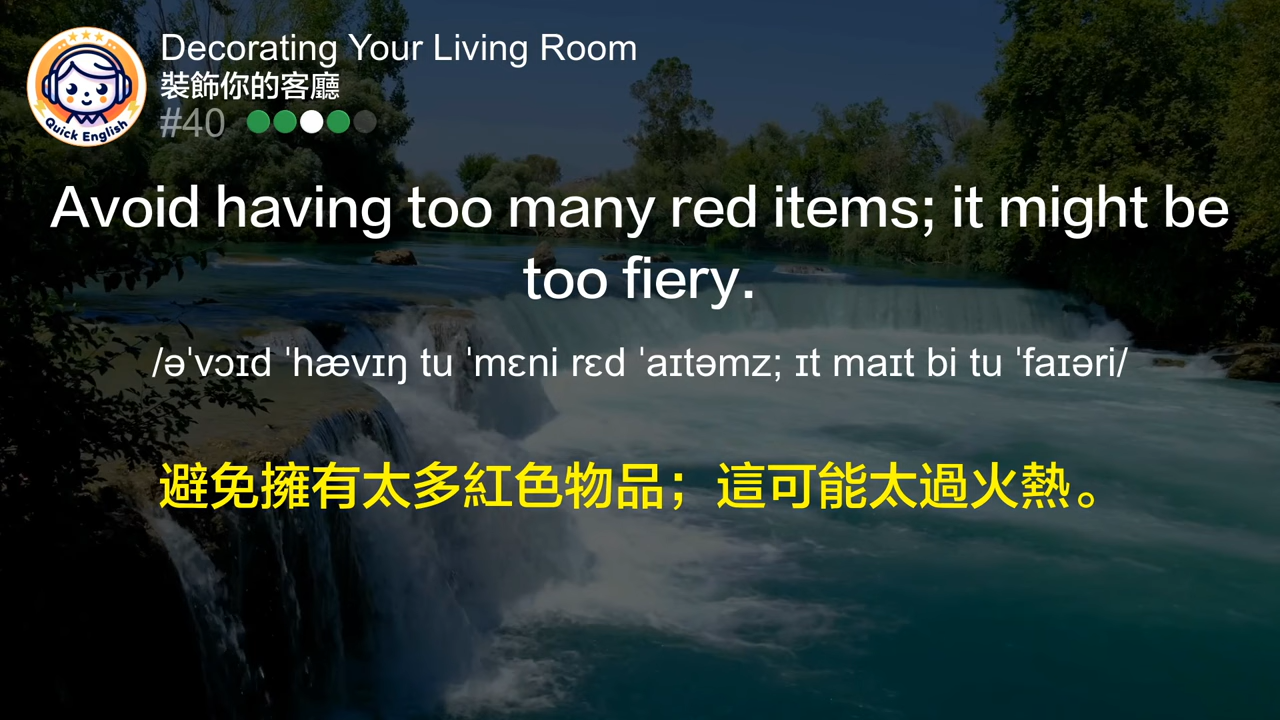 Decorating Your Living Room
裝飾你的客廳
#40
Quick English
Avoid having too many red items; it might be
too fiery.
/əˈvɔɪd ˈhævɪŋ tu ˈmɛni rɛd ˈaɪtəmz; ɪt maɪt bi tu ˈfaɪəri/
避免擁有太多紅色物品；這可能太過火熱。